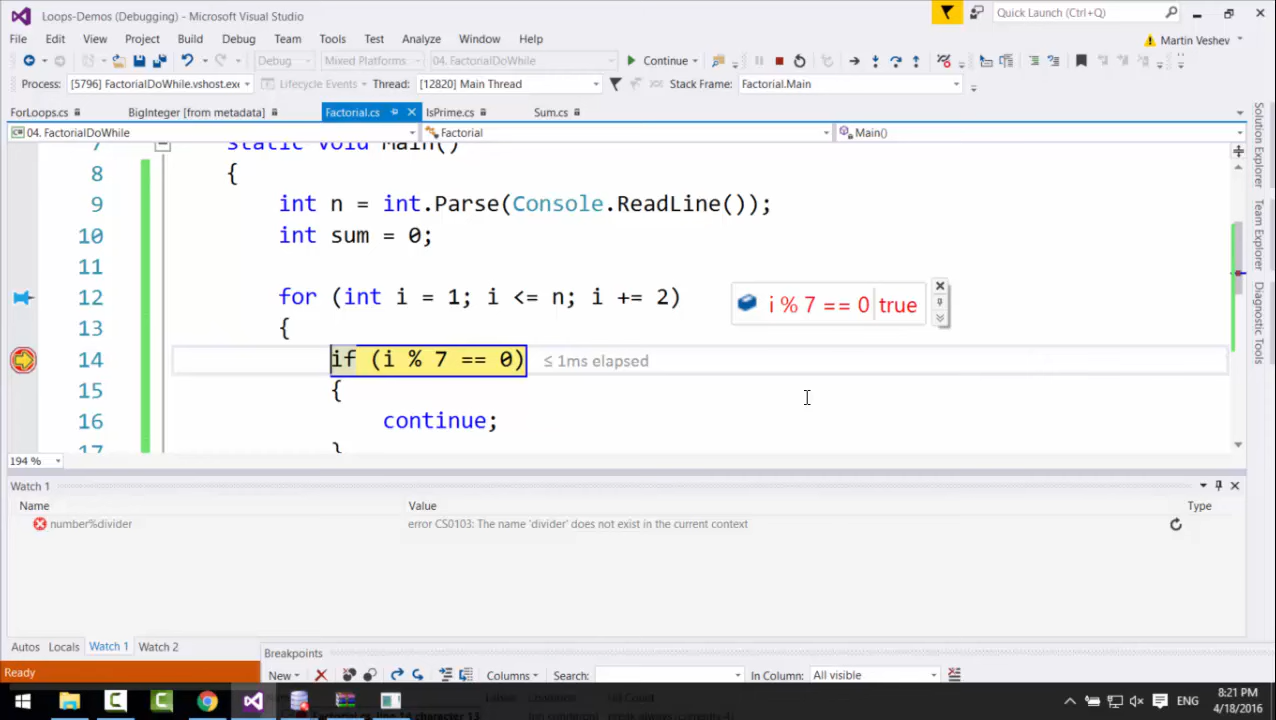 Loops-Demos (Debugging) - Microsoft Visual Studio
Quick Launch (Ctrl+Q)
File Edit View Project Build Debug Team Tools Test Analyze Window Help
Martin Veshev
Debug Mixed Platforms 04. FactorialDoWhile Continue
Process: [5796] FactorialDoWhile.vshost.exe Lifecycle Events Thread: [12820] Main Thread Stack Frame: Factorial.Main
ForLoops.cs BigInteger [from metadata] Factorial.cs IsPrime.cs Sum.cs
04. FactorialDoWhile Factorial Main()
7 static void Main()
8 {
9 int n = int.Parse(Console.ReadLine());
10 int sum = 0;
11
12 for (int i = 1; i <= n; i += 2)
i % 7 == 0 true
13 {
14 if (i % 7 == 0) ≤ 1ms elapsed
15 {
16 continue;
17 }
194 %
Solution Explorer
Team Explorer
Diagnostic Tools
Watch 1
Name Value Type
number%divider error CS0103: The name 'divider' does not exist in the current context
Autos Locals Watch 1 Watch 2
Breakpoints
Ready
New Columns Search: In Column: All visible
ENG
8:21 PM
4/18/2016